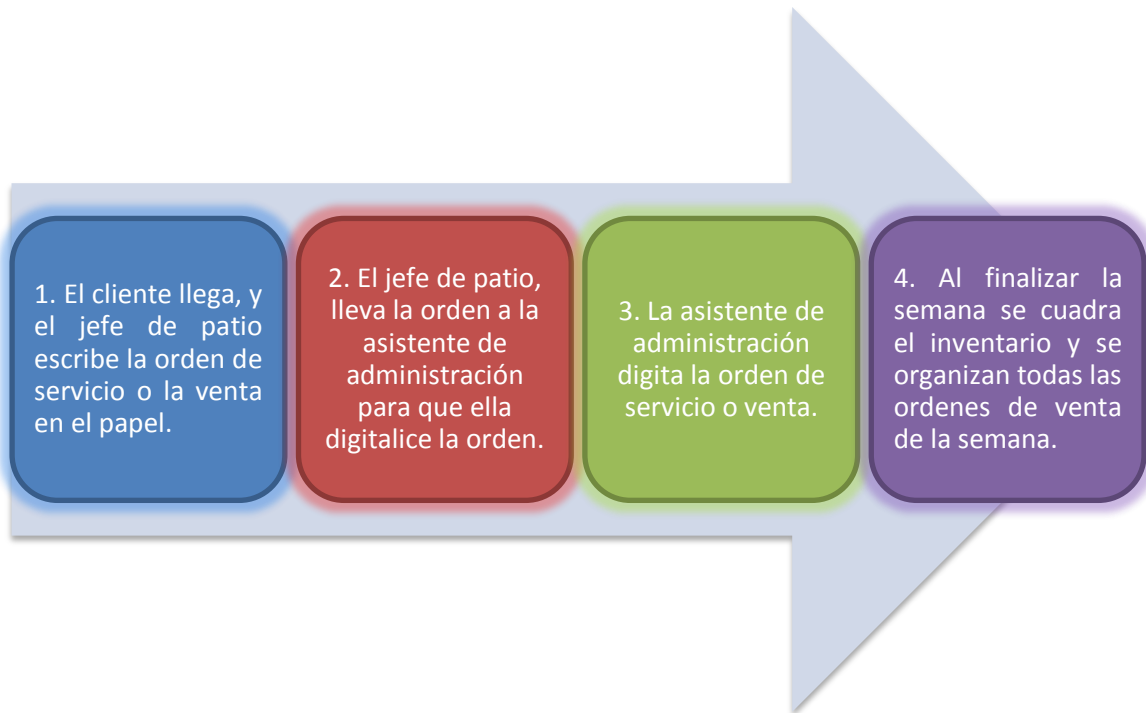 1. El cliente llega, y
el jefe de patio
escribe la orden de
servicio o la venta
en el papel.
2. El jefe de patio,
lleva la orden a la
asistente de
administración
para que ella
digitalice la orden.
3. La asistente de
administración
digita la orden de
servicio o venta.
4. Al finalizar la
semana se cuadra
el inventario y se
organizan todas las
ordenes de venta
de la semana.